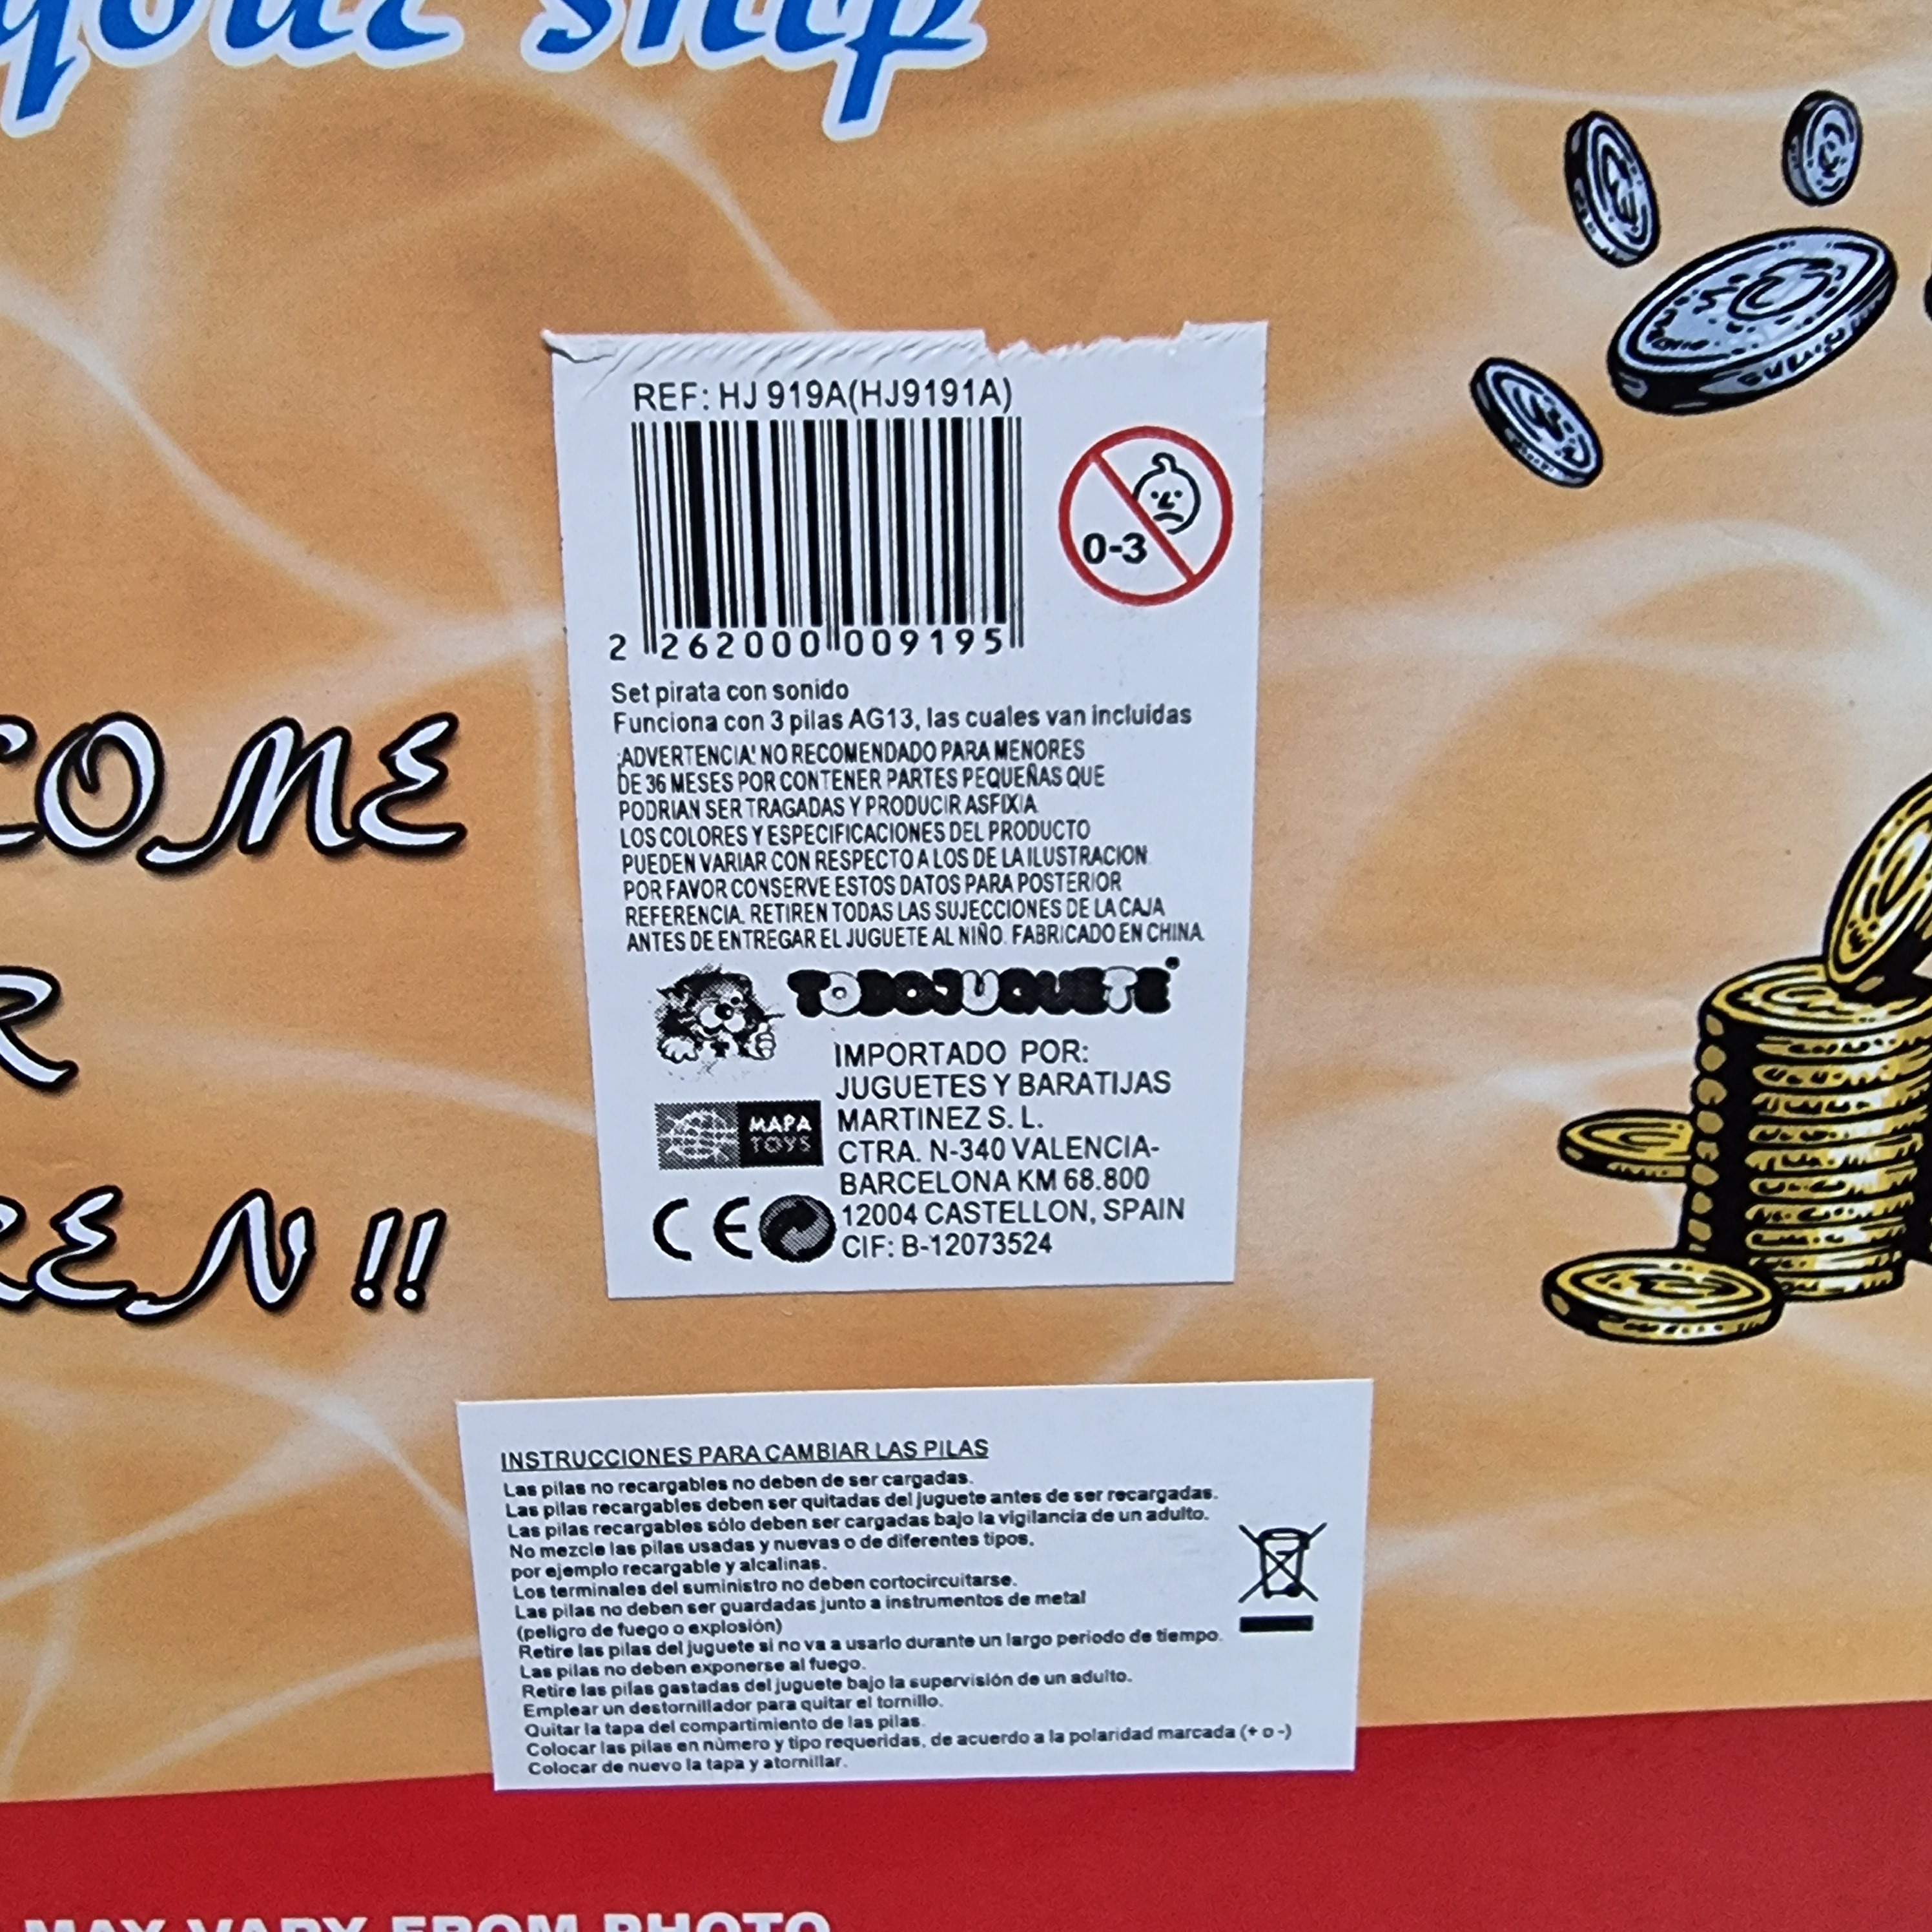 your ship
REF: HJ 919A(HJ9191A)
0-3
2 262000 009195
Set pirata con sonido
Funciona con 3 pilas AG13, las cuales van incluidas
¡ADVERTENCIA! NO RECOMENDADO PARA MENORES
DE 36 MESES POR CONTENER PARTES PEQUEÑAS QUE
PODRIAN SER TRAGADAS Y PRODUCIR ASFIXIA
LOS COLORES Y ESPECIFICACIONES DEL PRODUCTO
PUEDEN VARIAR CON RESPECTO A LOS DE LA ILUSTRACION
POR FAVOR CONSERVE ESTOS DATOS PARA POSTERIOR
REFERENCIA. RETIREN TODAS LAS SUJECCIONES DE LA CAJA
ANTES DE ENTREGAR EL JUGUETE AL NIÑO. FABRICADO EN CHINA.
TODOJUGUETE
IMPORTADO POR:
JUGUETES Y BARATIJAS
MARTINEZ S. L.
CTRA. N-340 VALENCIA-
BARCELONA KM 68.800
12004 CASTELLON, SPAIN
CIF: B-12073524
MAPA
TOYS
CE
COME
R
REN !!
INSTRUCCIONES PARA CAMBIAR LAS PILAS
Las pilas no recargables no deben de ser cargadas.
Las pilas recargables deben ser quitadas del juguete antes de ser recargadas.
Las pilas recargables sólo deben ser cargadas bajo la vigilancia de un adulto.
No mezcle las pilas usadas y nuevas o de diferentes tipos,
por ejemplo recargable y alcalinas.
Los terminales del suministro no deben cortocircuitarse.
Las pilas no deben ser guardadas junto a instrumentos de metal
(peligro de fuego o explosión)
Retire las pilas del juguete si no va a usarlo durante un largo periodo de tiempo.
Las pilas no deben exponerse al fuego.
Retire las pilas gastadas del juguete bajo la supervisión de un adulto.
Emplear un destornillador para quitar el tornillo.
Quitar la tapa del compartimiento de las pilas.
Colocar las pilas en número y tipo requeridas, de acuerdo a la polaridad marcada (+ o -)
Colocar de nuevo la tapa y atornillar.
MAY VARY FROM PHOTO